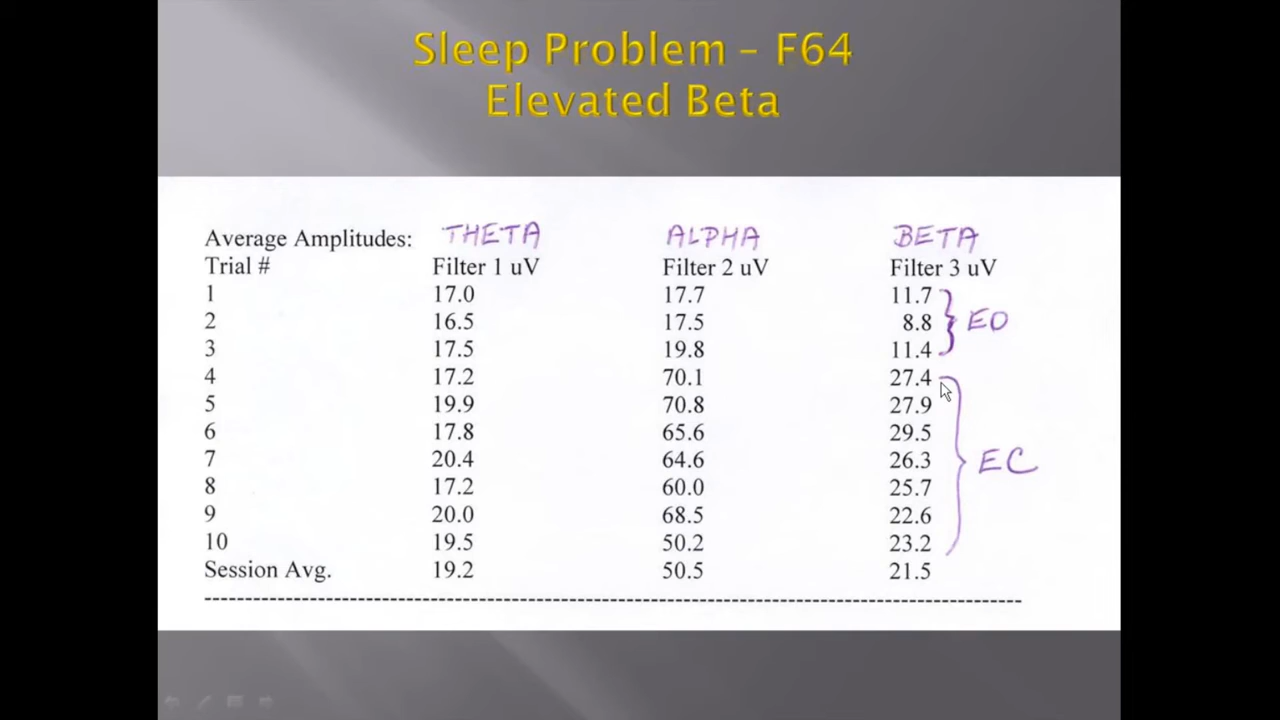 Sleep Problem – F64
Elevated Beta
Average Amplitudes: THETA ALPHA BETA
Trial # Filter 1 uV Filter 2 uV Filter 3 uV
1 17.0 17.7 11.7
2 16.5 17.5 8.8 EO
3 17.5 19.8 11.4
4 17.2 70.1 27.4
5 19.9 70.8 27.9
6 17.8 65.6 29.5
7 20.4 64.6 26.3 EC
8 17.2 60.0 25.7
9 20.0 68.5 22.6
10 19.5 50.2 23.2
Session Avg. 19.2 50.5 21.5